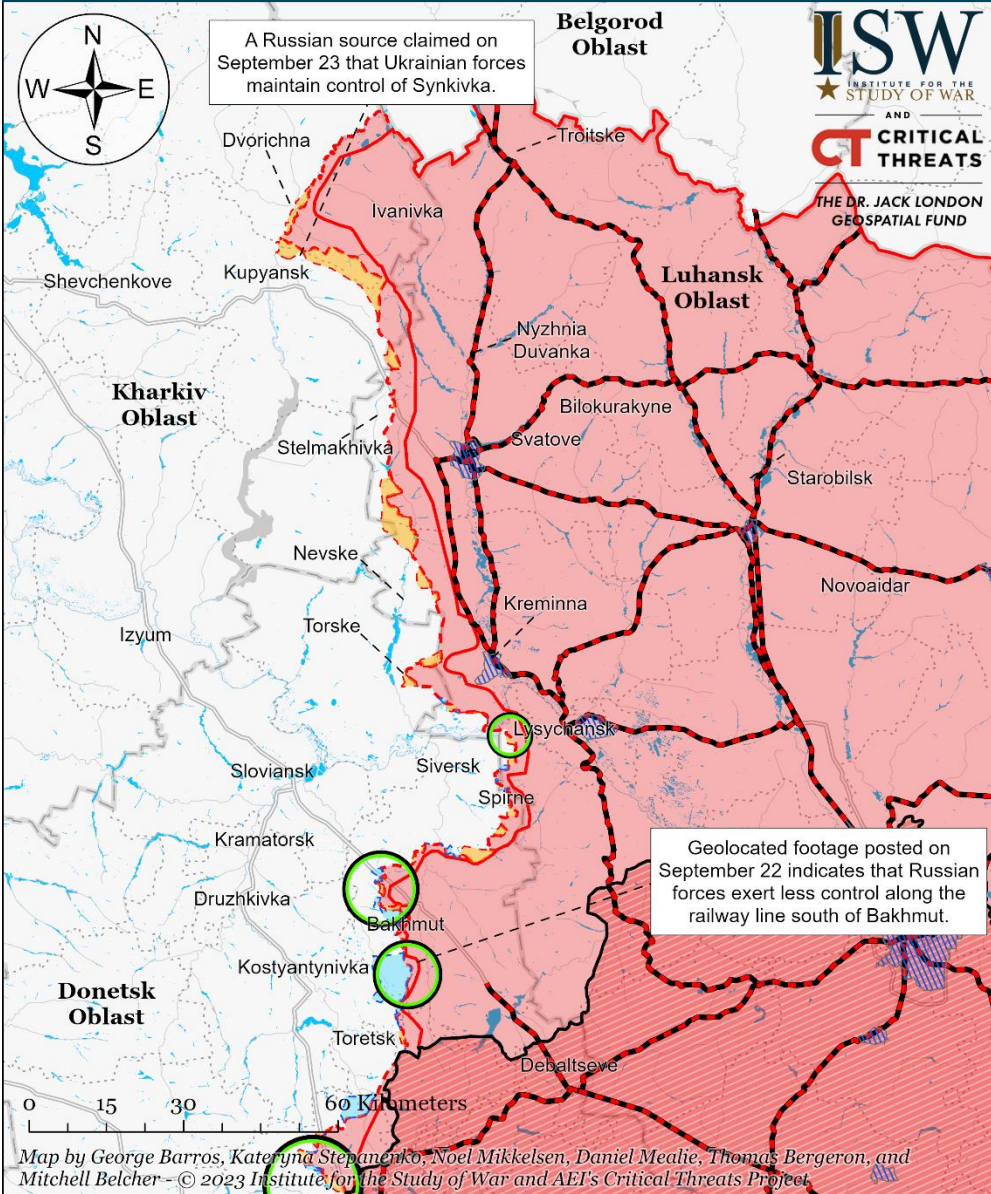 N
W
E
S
A Russian source claimed on
September 23 that Ukrainian forces
maintain control of Synkivka.
Belgorod
Oblast
ISW
INSTITUTE FOR THE
STUDY OF WAR
AND
CT CRITICAL
THREATS
THE DR. JACK LONDON
GEOSPATIAL FUND
Dvorichna
Troitske
Ivanivka
Shevchenkove
Kupyansk
Luhansk
Oblast
Nyzhnia
Duvanka
Kharkiv
Oblast
Bilokurakyne
Stelmakhivka
Svatove
Starobilsk
Nevske
Novoaidar
Kreminna
Torske
Izyum
Lysychansk
Siversk
Sloviansk
Spirne
Kramatorsk
Geolocated footage posted on
September 22 indicates that Russian
forces exert less control along the
railway line south of Bakhmut.
Druzhkivka
Bakhmut
Kostyantynivka
Donetsk
Oblast
Toretsk
Debaltseve
0 15 30 60 Kilometers
Map by George Barros, Kateryna Stepanenko, Noel Mikkelsen, Daniel Mealie, Thomas Bergeron, and
Mitchell Belcher - © 2023 Institute for the Study of War and AEI's Critical Threats Project